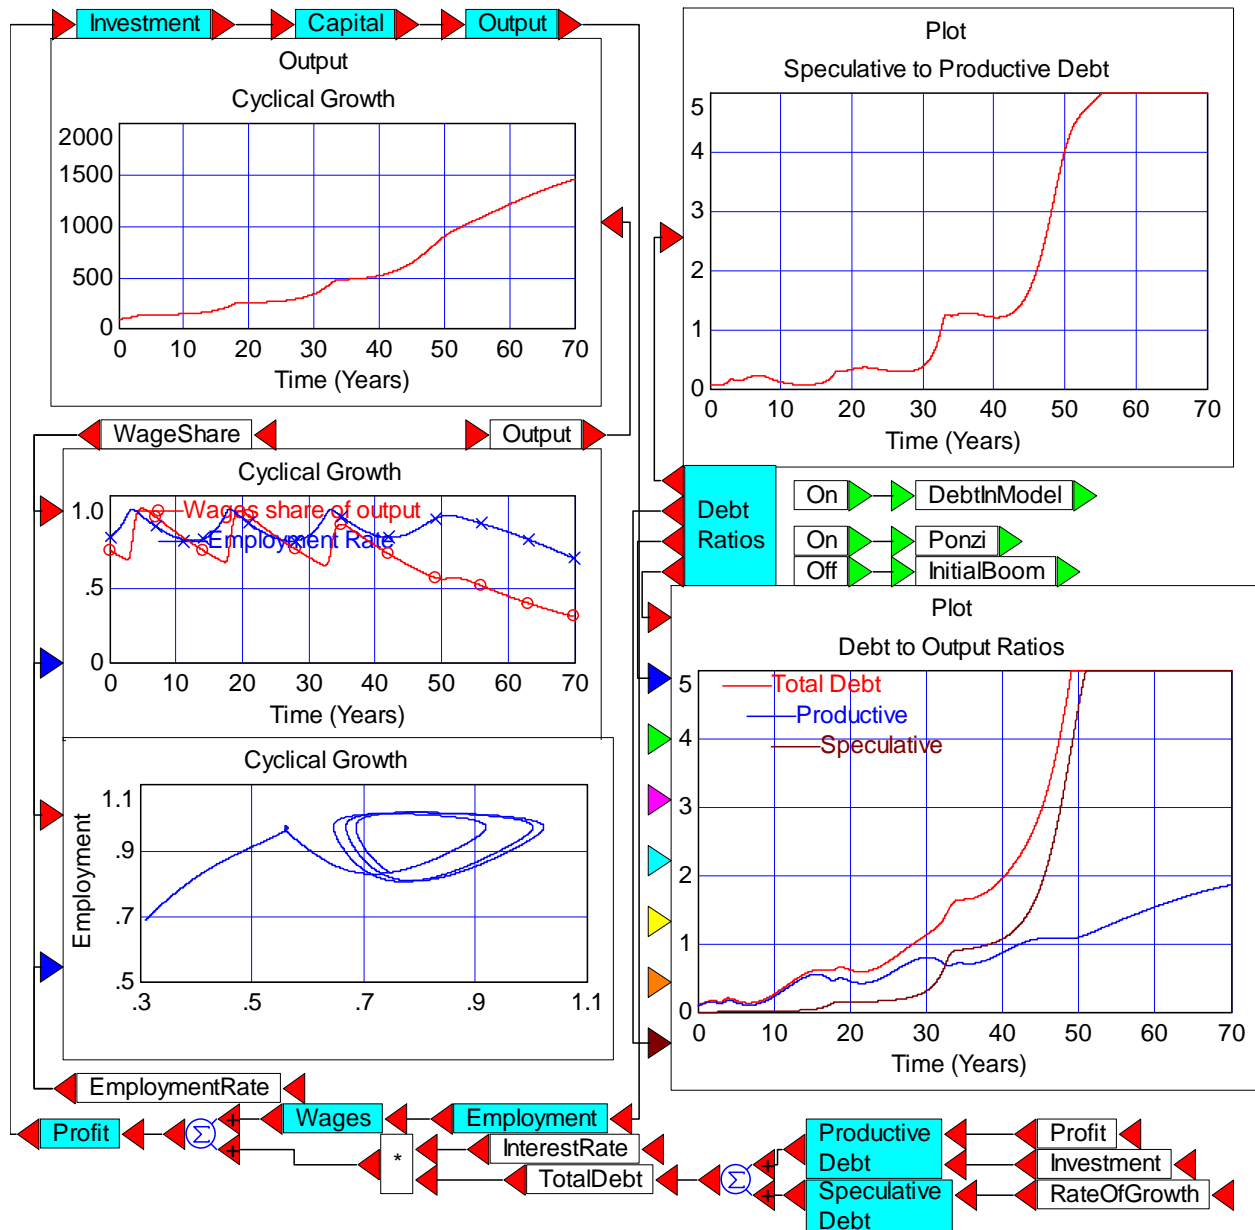 Investment Capital Output
Output
Cyclical Growth
2000
1500
1000
500
0
0 10 20 30 40 50 60 70
Time (Years)
Plot
Speculative to Productive Debt
5
4
3
2
1
0
0 10 20 30 40 50 60 70
Time (Years)
WageShare Output
Cyclical Growth
1.0
.5
0
Wages share of output
Employment Rate
0 10 20 30 40 50 60 70
Time (Years)
Debt
Ratios
On DebtInModel
On Ponzi
Off InitialBoom
Cyclical Growth
Employment
1.1
.9
.7
.5
.3 .5 .7 .9 1.1
Plot
Debt to Output Ratios
5
4
3
2
1
0
Total Debt
Productive
Speculative
0 10 20 30 40 50 60 70
Time (Years)
EmploymentRate
Profit Σ + + Wages Employment
* InterestRate
TotalDebt Σ + +
Productive
Debt
Profit
Investment
Speculative
Debt
RateOfGrowth